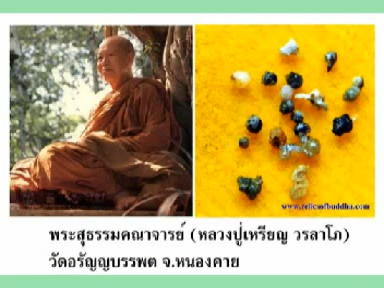 www.relicofbuddha.com
พระสุธรรมคณาจารย์ (หลวงปู่เหรียญ วรลาโภ)
วัดอรัญญบรรพต จ.หนองคาย